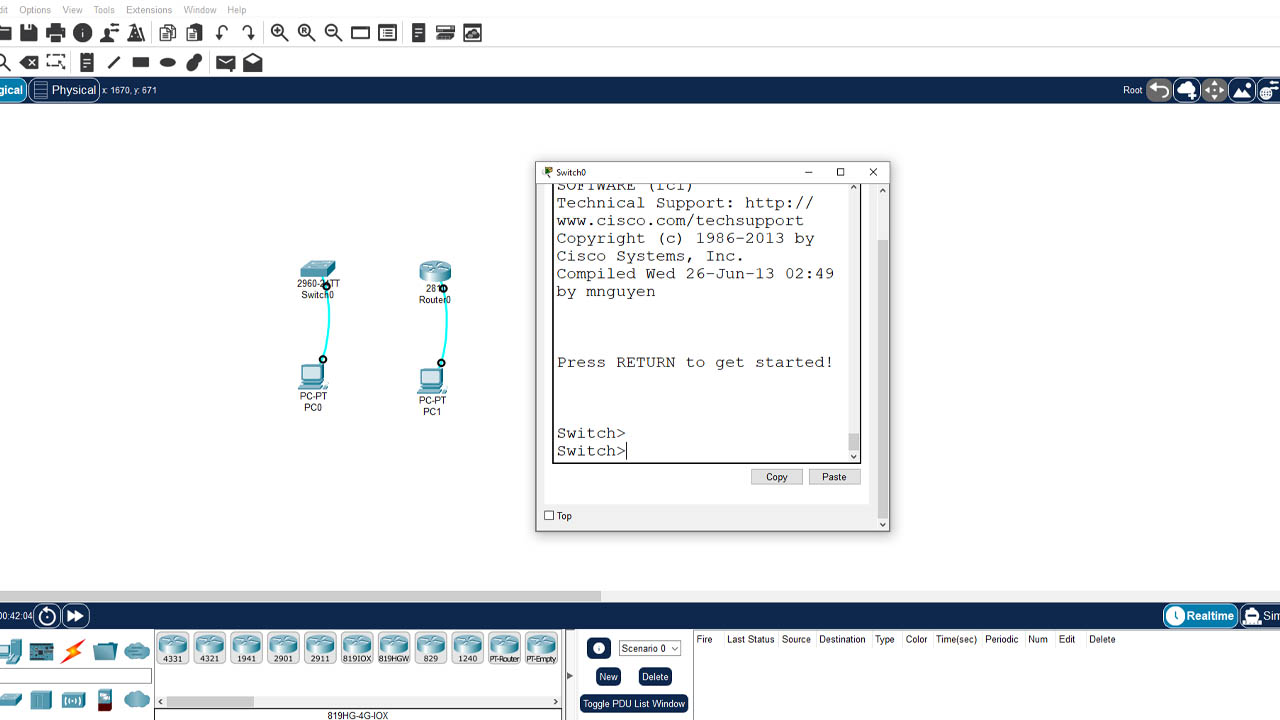 dit Options View Tools Extensions Window Help
gical Physical x: 1670, y: 671 Root
Switch0
SOFTWARE (fc1)
Technical Support: http://
www.cisco.com/techsupport
Copyright (c) 1986-2013 by
Cisco Systems, Inc.
Compiled Wed 26-Jun-13 02:49
by mnguyen
Press RETURN to get started!
Switch>
Switch>
Copy Paste
Top
2960-24TT
Switch0
Router0
PC-PT
PC0
PC-PT
PC1
00:42:04 Realtime Sim
4331 4321 1941 2901 2911 819IOX 819HGW 829 1240 PT-Router PT-Empty
819HG-4G-IOX
Scenario 0
New Delete
Toggle PDU List Window
Fire Last Status Source Destination Type Color Time(sec) Periodic Num Edit Delete